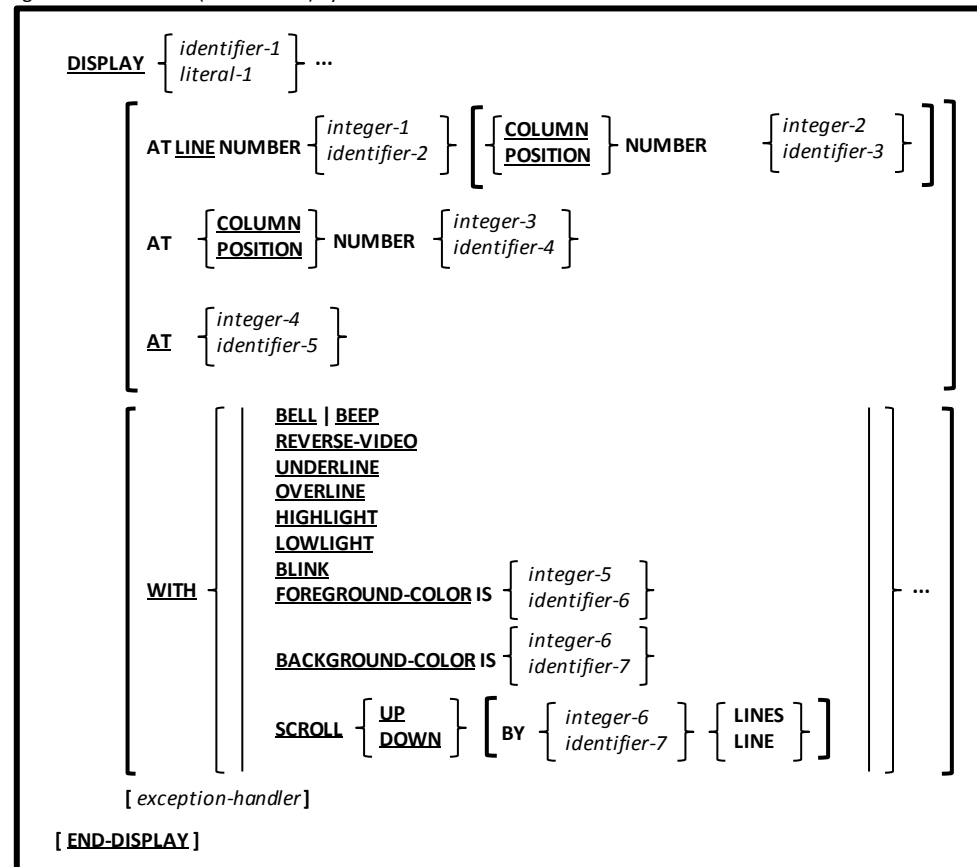 DISPLAY identifier-1 ...
literal-1
AT LINE NUMBER integer-1 COLUMN NUMBER integer-2
identifier-2 POSITION identifier-3
AT COLUMN NUMBER integer-3
POSITION identifier-4
AT integer-4
identifier-5
BELL | BEEP
REVERSE-VIDEO
UNDERLINE
OVERLINE
HIGHLIGHT
LOWLIGHT
BLINK
WITH FOREGROUND-COLOR IS integer-5 ...
identifier-6
BACKGROUND-COLOR IS integer-6
identifier-7
SCROLL UP BY integer-6 LINES
DOWN identifier-7 LINE
[ exception-handler ]
[ END-DISPLAY ]